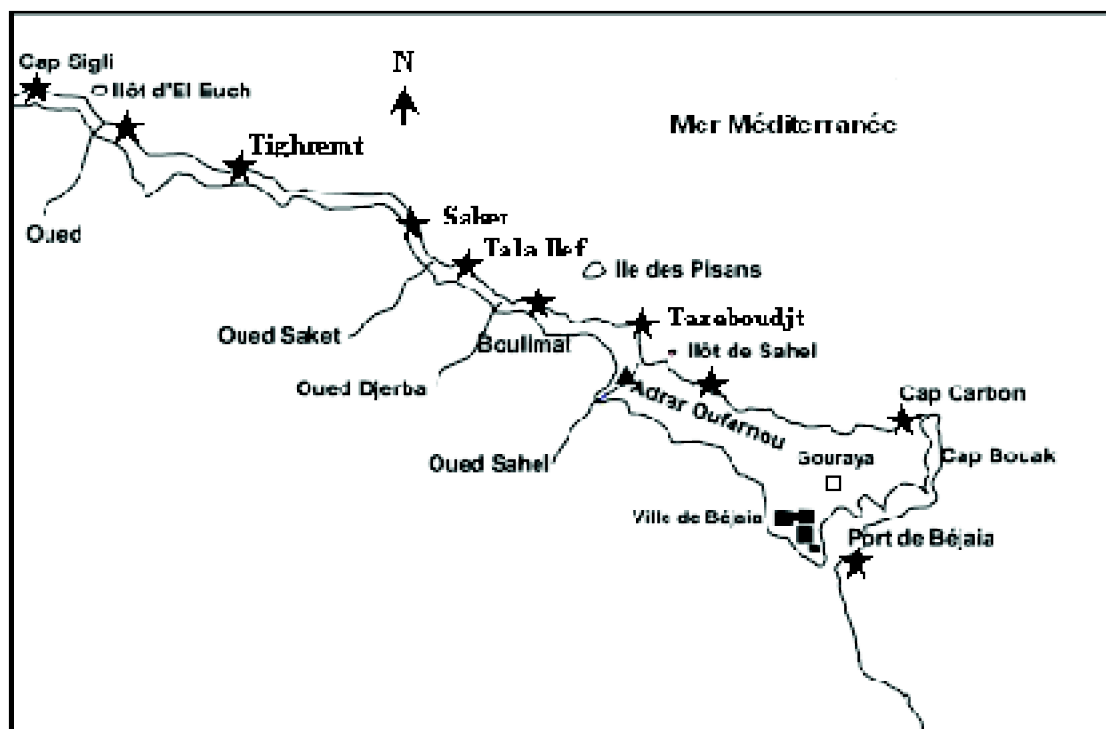 Cap Sigli
Ilôt d'El Euch
N
Mer Méditerranée
Tighremt
Oued
Saket
Tala Ilef
Ile des Pisans
Oued Saket
Boulimat
Tazeboudjt
Ilôt de Sahel
Oued Djerba
Adrar Oufarnou
Cap Carbon
Oued Sahel
Gouraya
Cap Bouak
Ville de Béjaia
Port de Béjaia